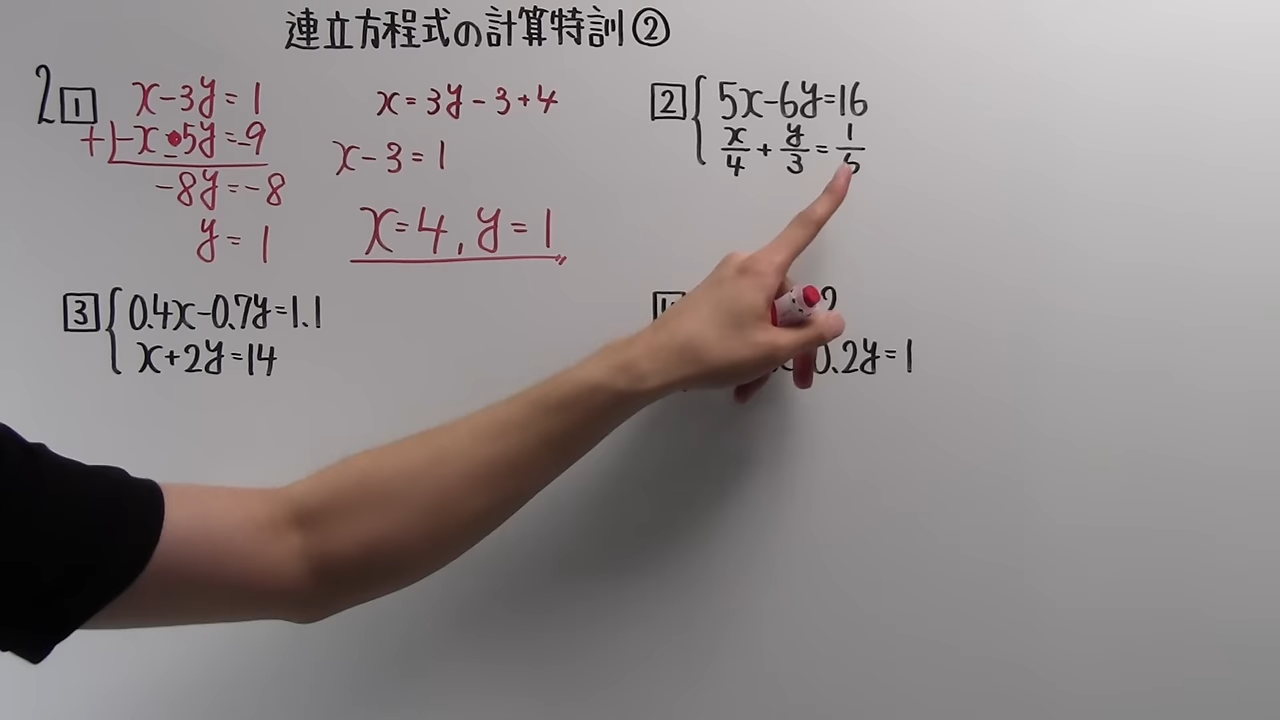 連立方程式の計算特訓②
2 1 x-3y=1
+)-x-5y=-9
-8y=-8
y=1
x=3y-3+4
x-3=1
x=4, y=1
2 5x-6y=16
x/4+y/3=1/6
3 0.4x-0.7y=1.1
x+2y=14
2
0.2y=1